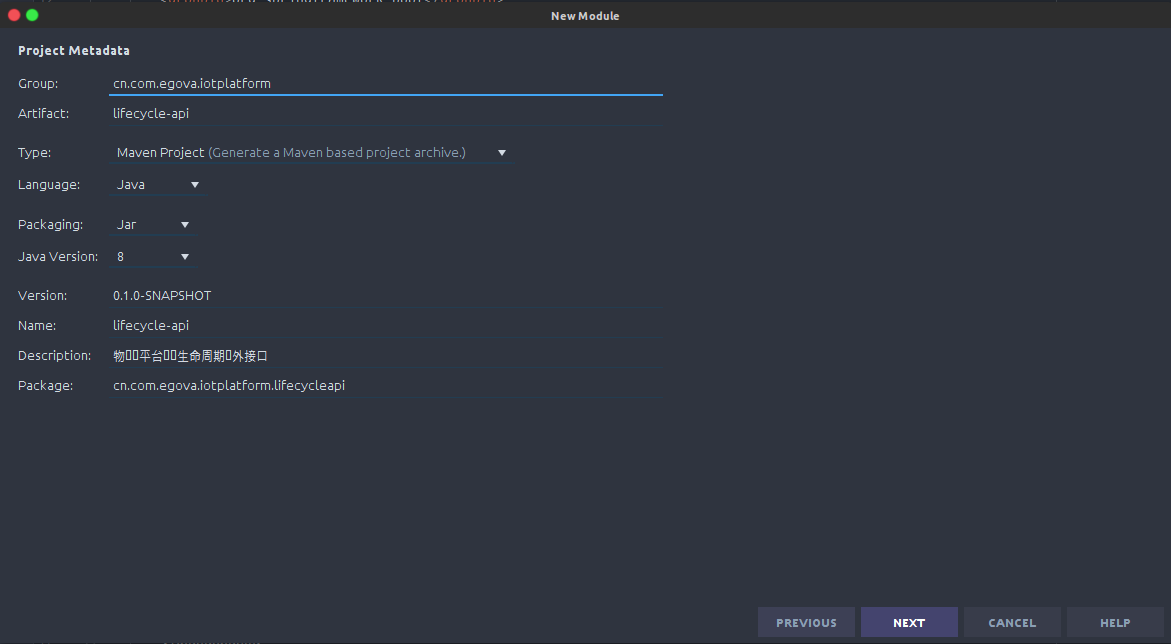 New Module
Project Metadata
Group: cn.com.egova.iotplatform
Artifact: lifecycle-api
Type: Maven Project (Generate a Maven based project archive.)
Language: Java
Packaging: Jar
Java Version: 8
Version: 0.1.0-SNAPSHOT
Name: lifecycle-api
Description: 物平台生命周期外接口
Package: cn.com.egova.iotplatform.lifecycleapi
PREVIOUS NEXT CANCEL HELP